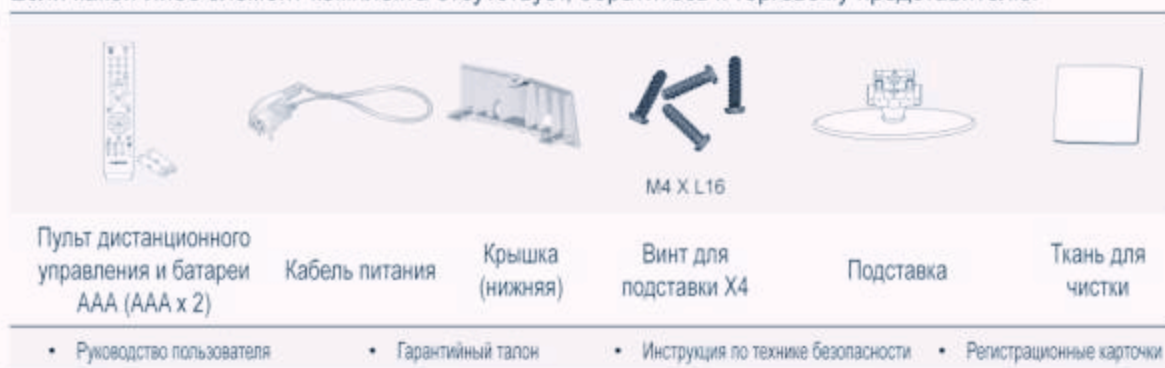 M4 X L16
Пульт дистанционного
управления и батареи
AAA (AAA x 2)
Кабель питания
Крышка
(нижняя)
Винт для
подставки X4
Подставка
Ткань для
чистки
• Руководство пользователя • Гарантийный талон • Инструкция по технике безопасности • Регистрационные карточки